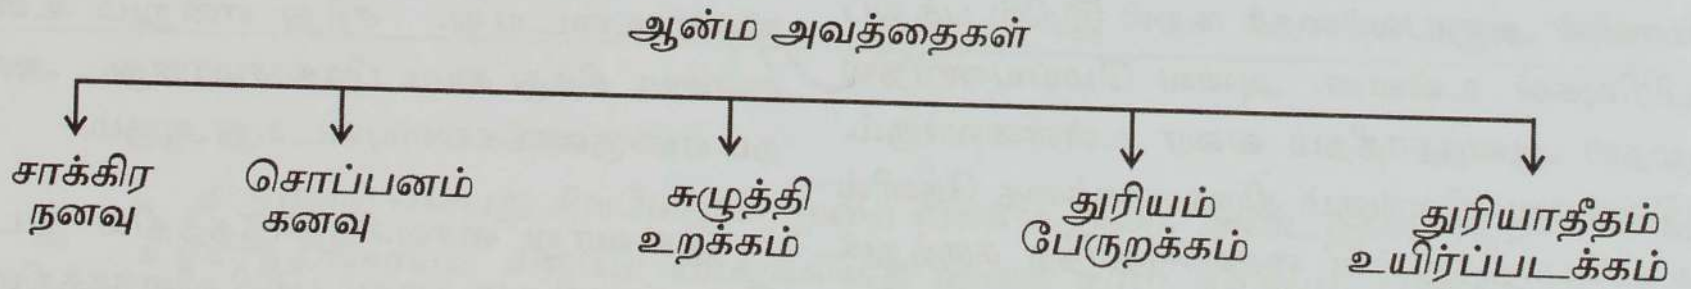 ஆன்ம அவத்தைகள்
சாக்கிர
நனவு
சொப்பனம்
கனவு
சுழுத்தி
உறக்கம்
துரியம்
பேருறக்கம்
துரியாதீதம்
உயிர்ப்படக்கம்